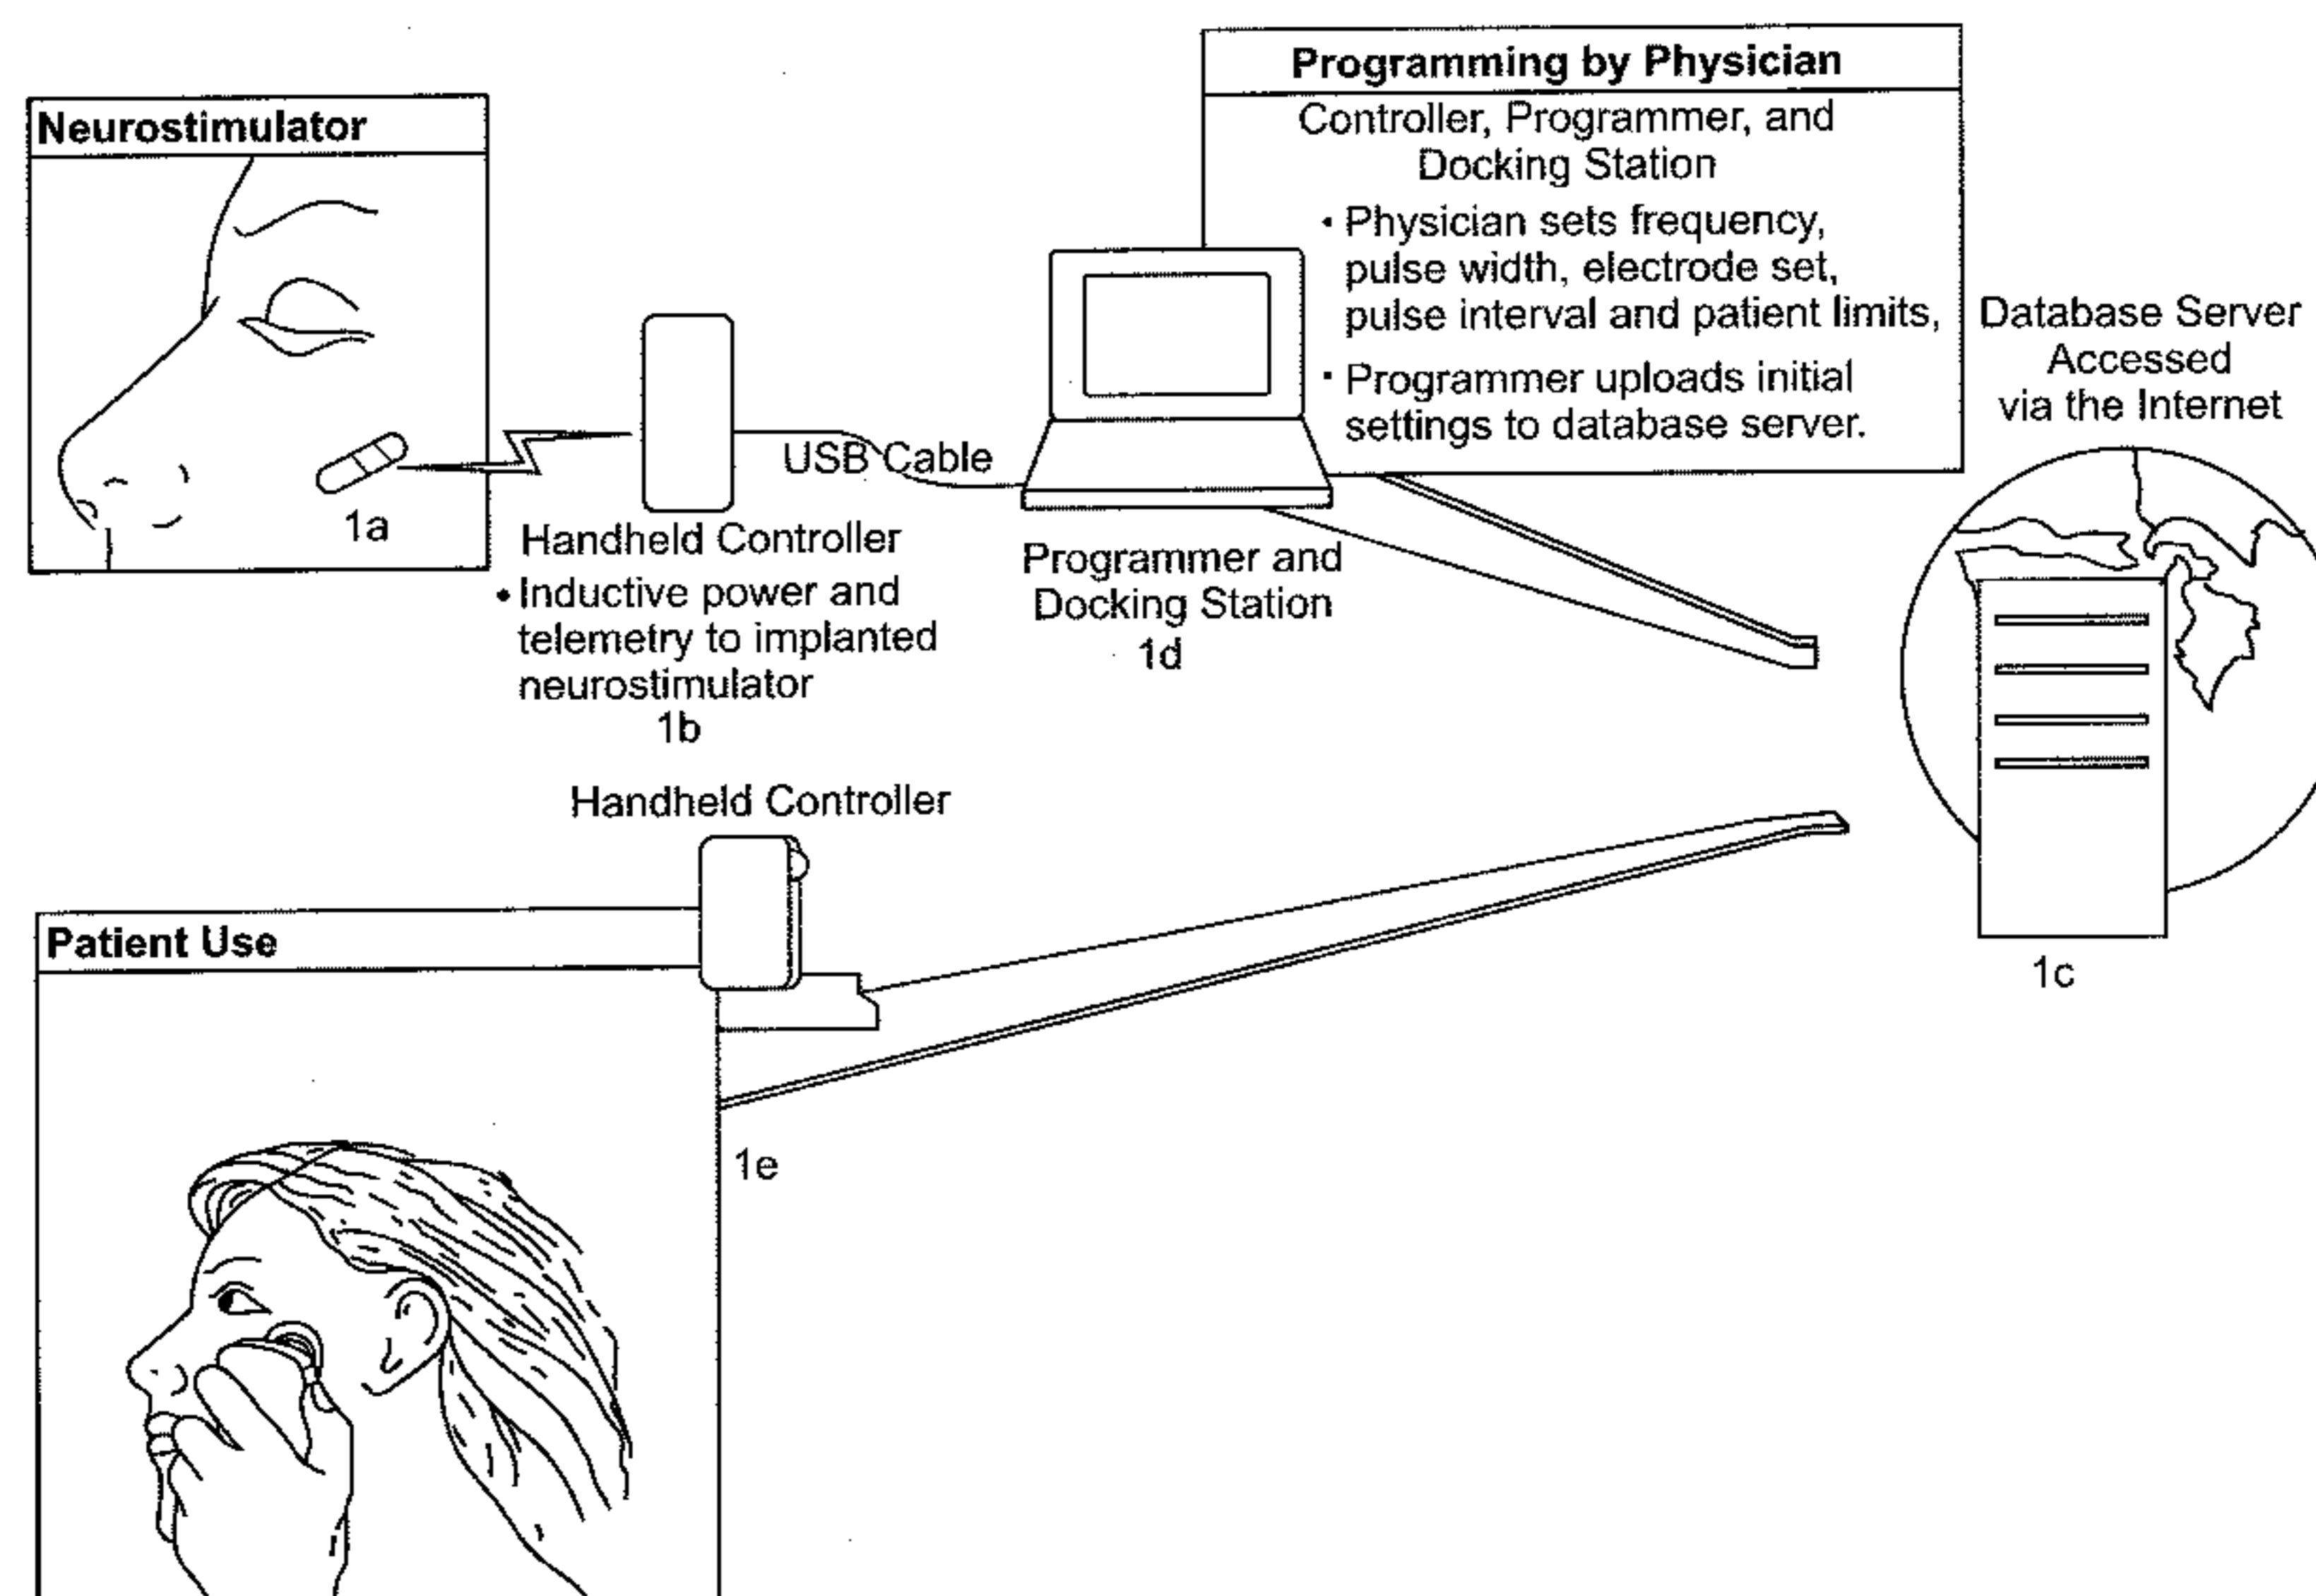 Neurostimulator
1a
Handheld Controller
• Inductive power and
telemetry to implanted
neurostimulator
1b
USB Cable
Programmer and
Docking Station
1d
Programming by Physician
Controller, Programmer, and
Docking Station
• Physician sets frequency,
pulse width, electrode set,
pulse interval and patient limits,
• Programmer uploads initial
settings to database server.
Database Server
Accessed
via the Internet
1c
Handheld Controller
Patient Use
1e